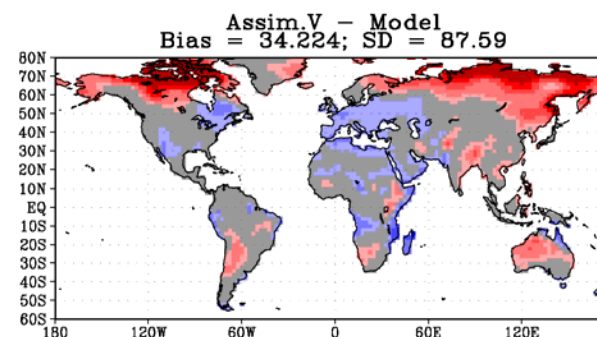 Assim.V – Model
Bias = 34.224; SD = 87.59
80N
70N
60N
50N
40N
30N
20N
10N
EQ
10S
20S
30S
40S
50S
60S
180 120W 60W 0 60E 120E